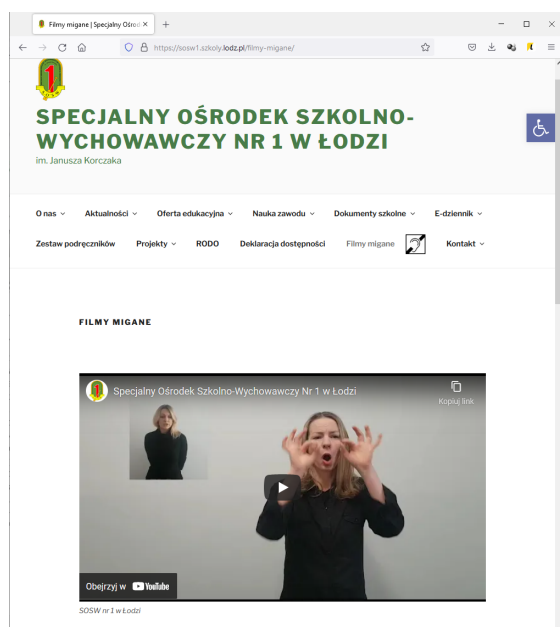 Filmy migane | Specjalny Ośrod
https://sosw1.szkoly.lodz.pl/filmy-migane/
1
SOSW
SPECJALNY OŚRODEK SZKOLNO-
WYCHOWAWCZY NR 1 W ŁODZI
im. Janusza Korczaka
O nas Aktualności Oferta edukacyjna Nauka zawodu Dokumenty szkolne E-dziennik
Zestaw podręczników Projekty RODO Deklaracja dostępności Filmy migane Kontakt
FILMY MIGANE
Specjalny Ośrodek Szkolno-Wychowawczy Nr 1 w Łodzi
Kopiuj link
Obejrzyj w YouTube
SOSW nr 1 w Łodzi